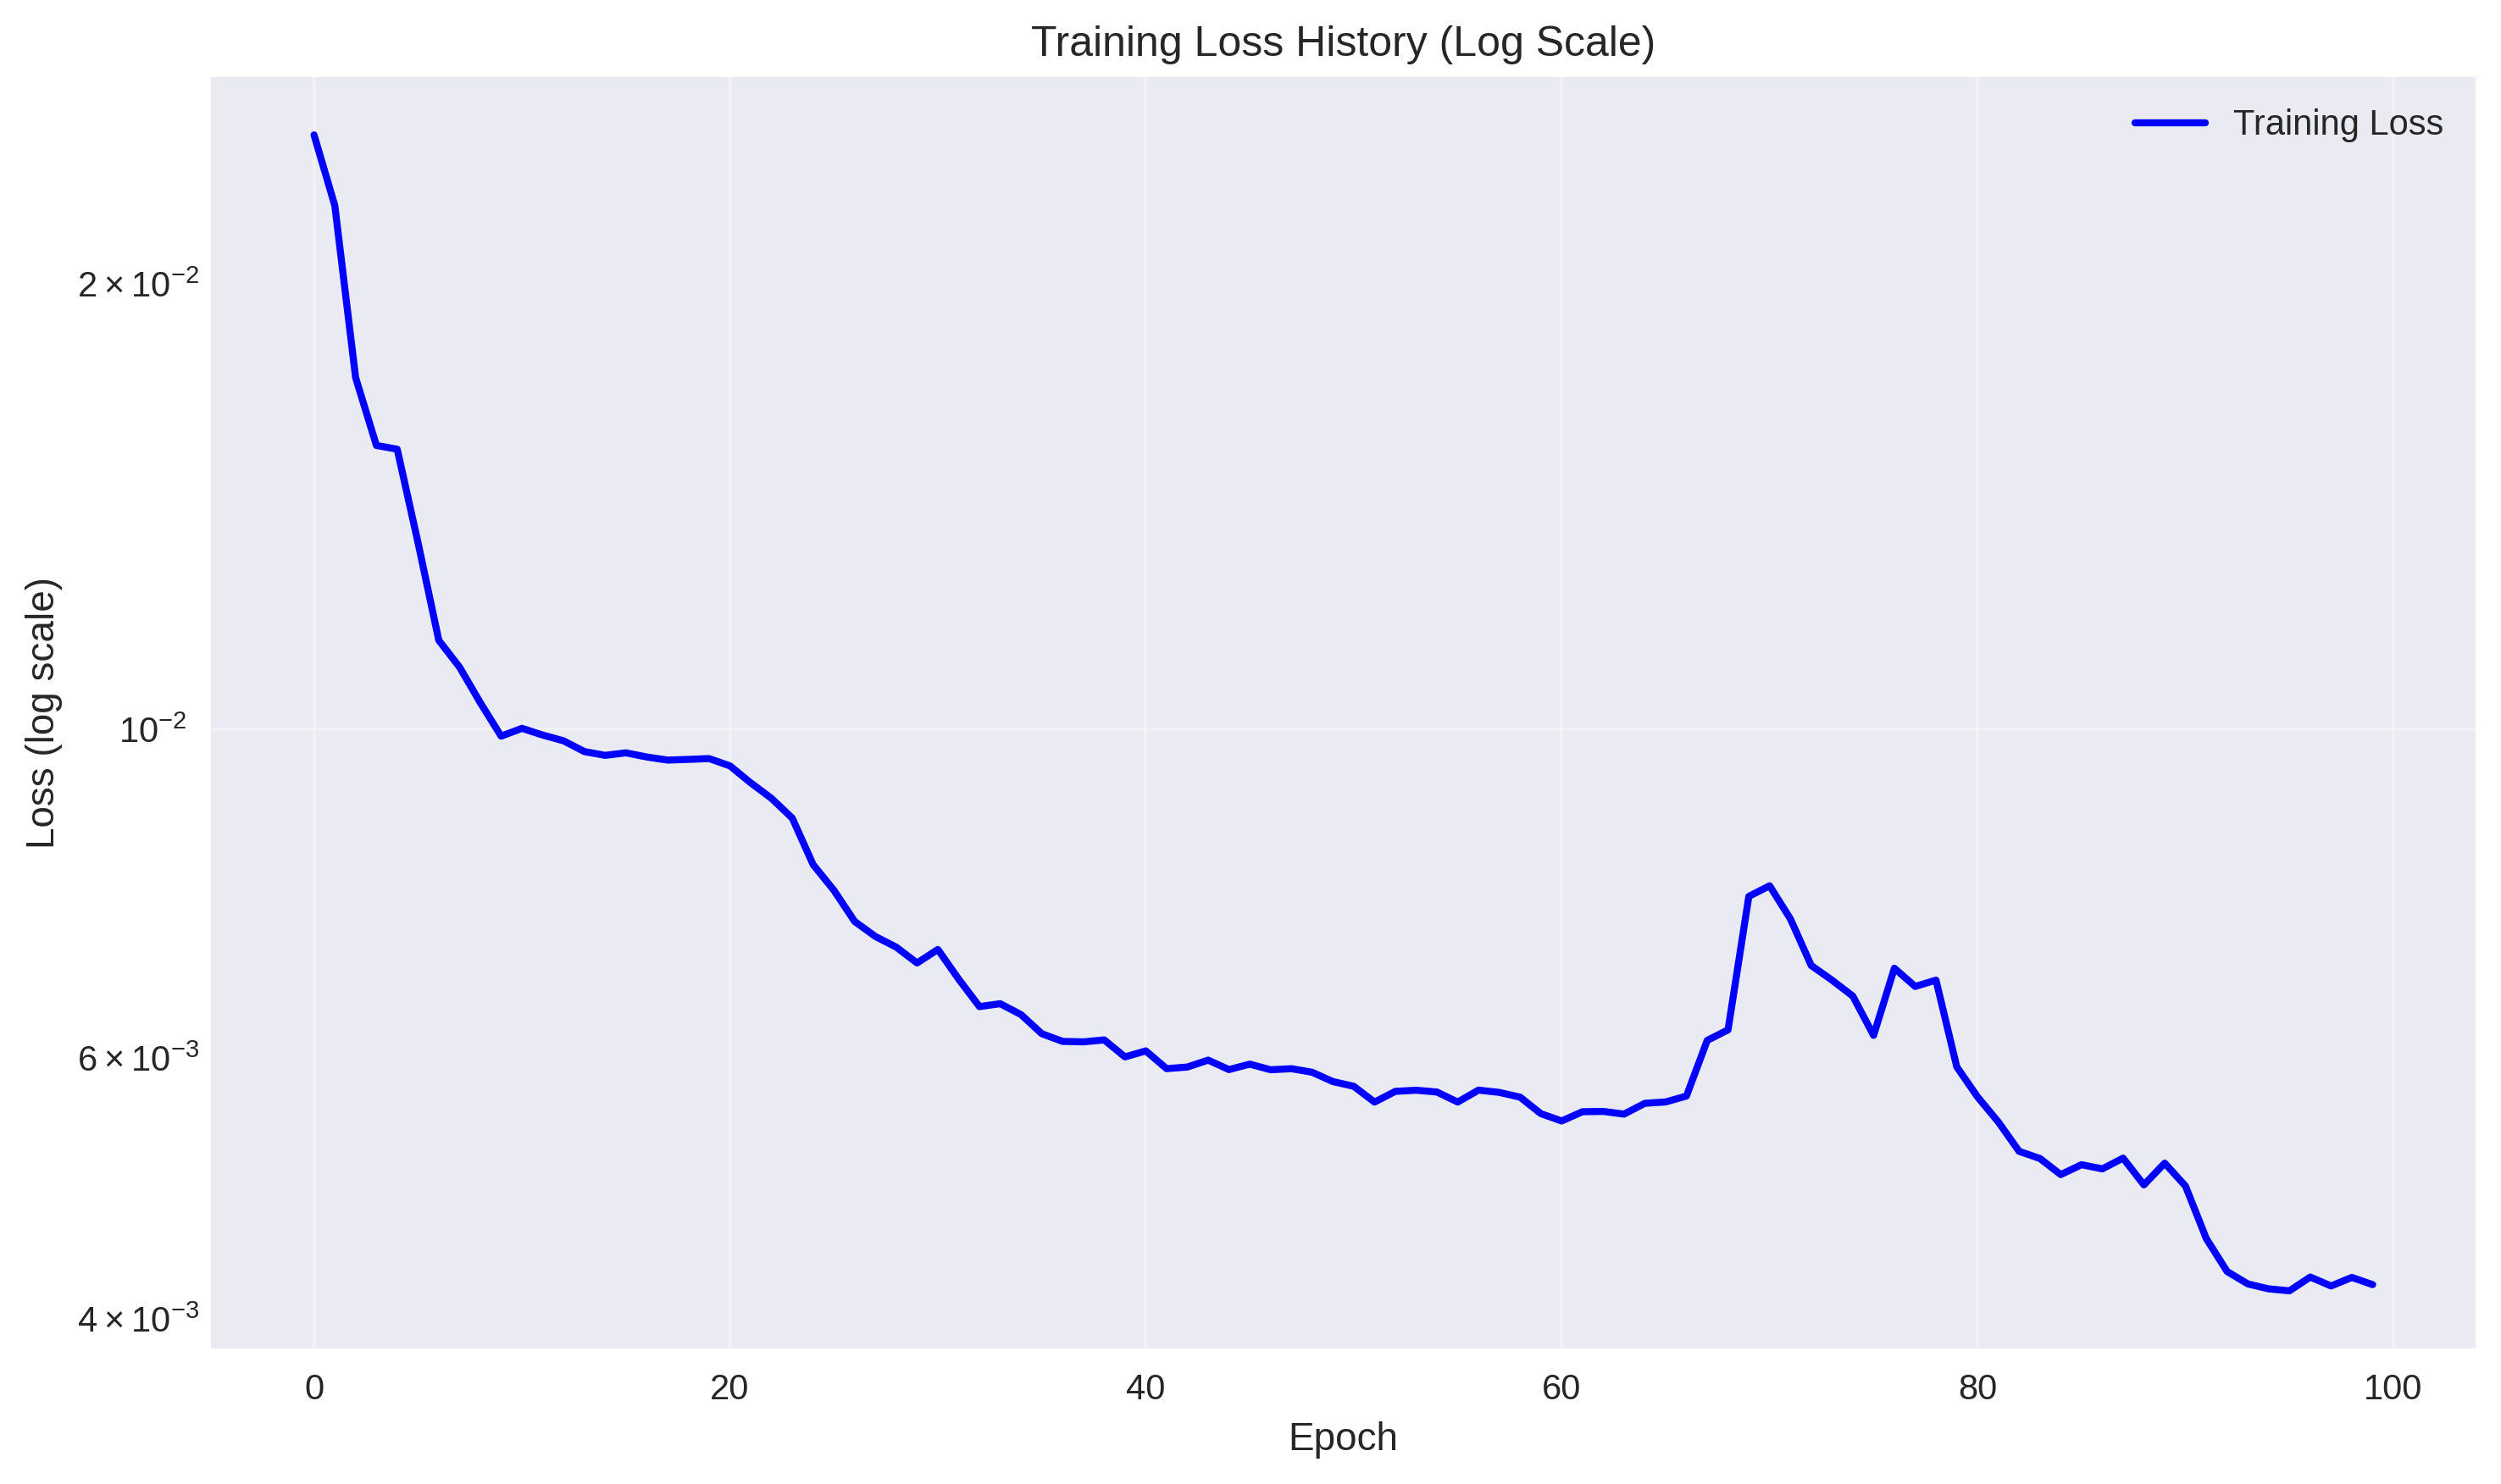 Training Loss History (Log Scale)
Training Loss
Loss (log scale)
2 × 10⁻²
10⁻²
6 × 10⁻³
4 × 10⁻³
0 20 40 60 80 100
Epoch